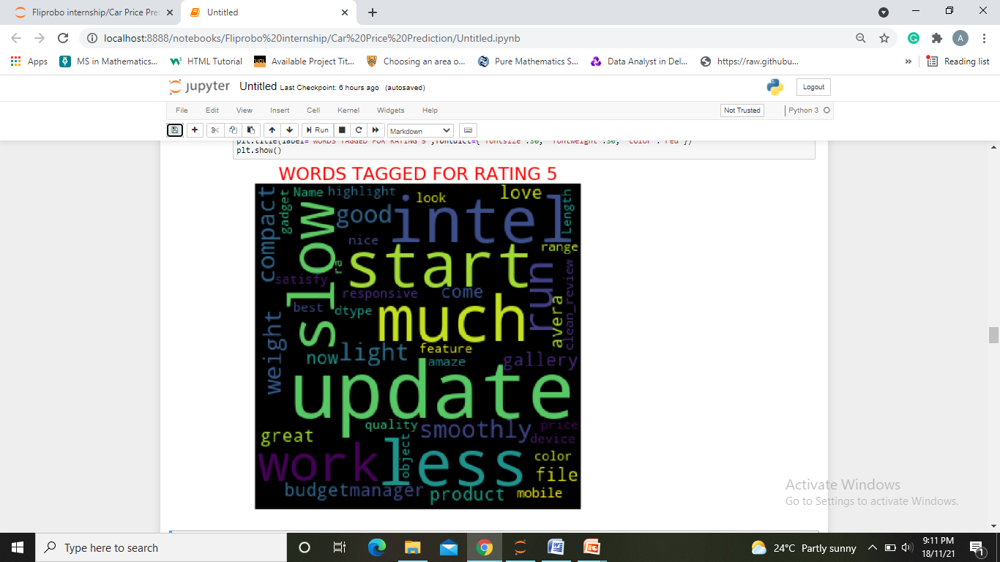 Fliprobo internship/Car Price Pre
Untitled
localhost:8888/notebooks/Fliprobo%20internship/Car%20Price%20Prediction/Untitled.ipynb
A
Apps
MS in Mathematics...
HTML Tutorial
Available Project Tit...
Choosing an area o...
Pure Mathematics S...
Data Analyst in Del...
https://raw.githubu...
»
Reading list
jupyter Untitled Last Checkpoint: 6 hours ago (autosaved)
Logout
File Edit View Insert Cell Kernel Widgets Help
Not Trusted
Python 3
Run
Markdown
plt.title(label='WORDS TAGGED FOR RATING 5',fontdict={'fontsize':30, 'fontweight':30, 'color':'red'})
plt.show()
WORDS TAGGED FOR RATING 5
compact
gadget
Name
highlight
look
love
Length
slow
good
intel
nice
start
range
ra
satisfy
run
responsive
come
clean_review
best
dtype
much
avera
weight
now
light
feature
amaze
gallery
update
quality
smoothly
price
device
great
work
object
less
color
file
budget
manager
product
mobile
Activate Windows
Go to Settings to activate Windows.
Type here to search
24°C Partly sunny
9:11 PM
18/11/21
1